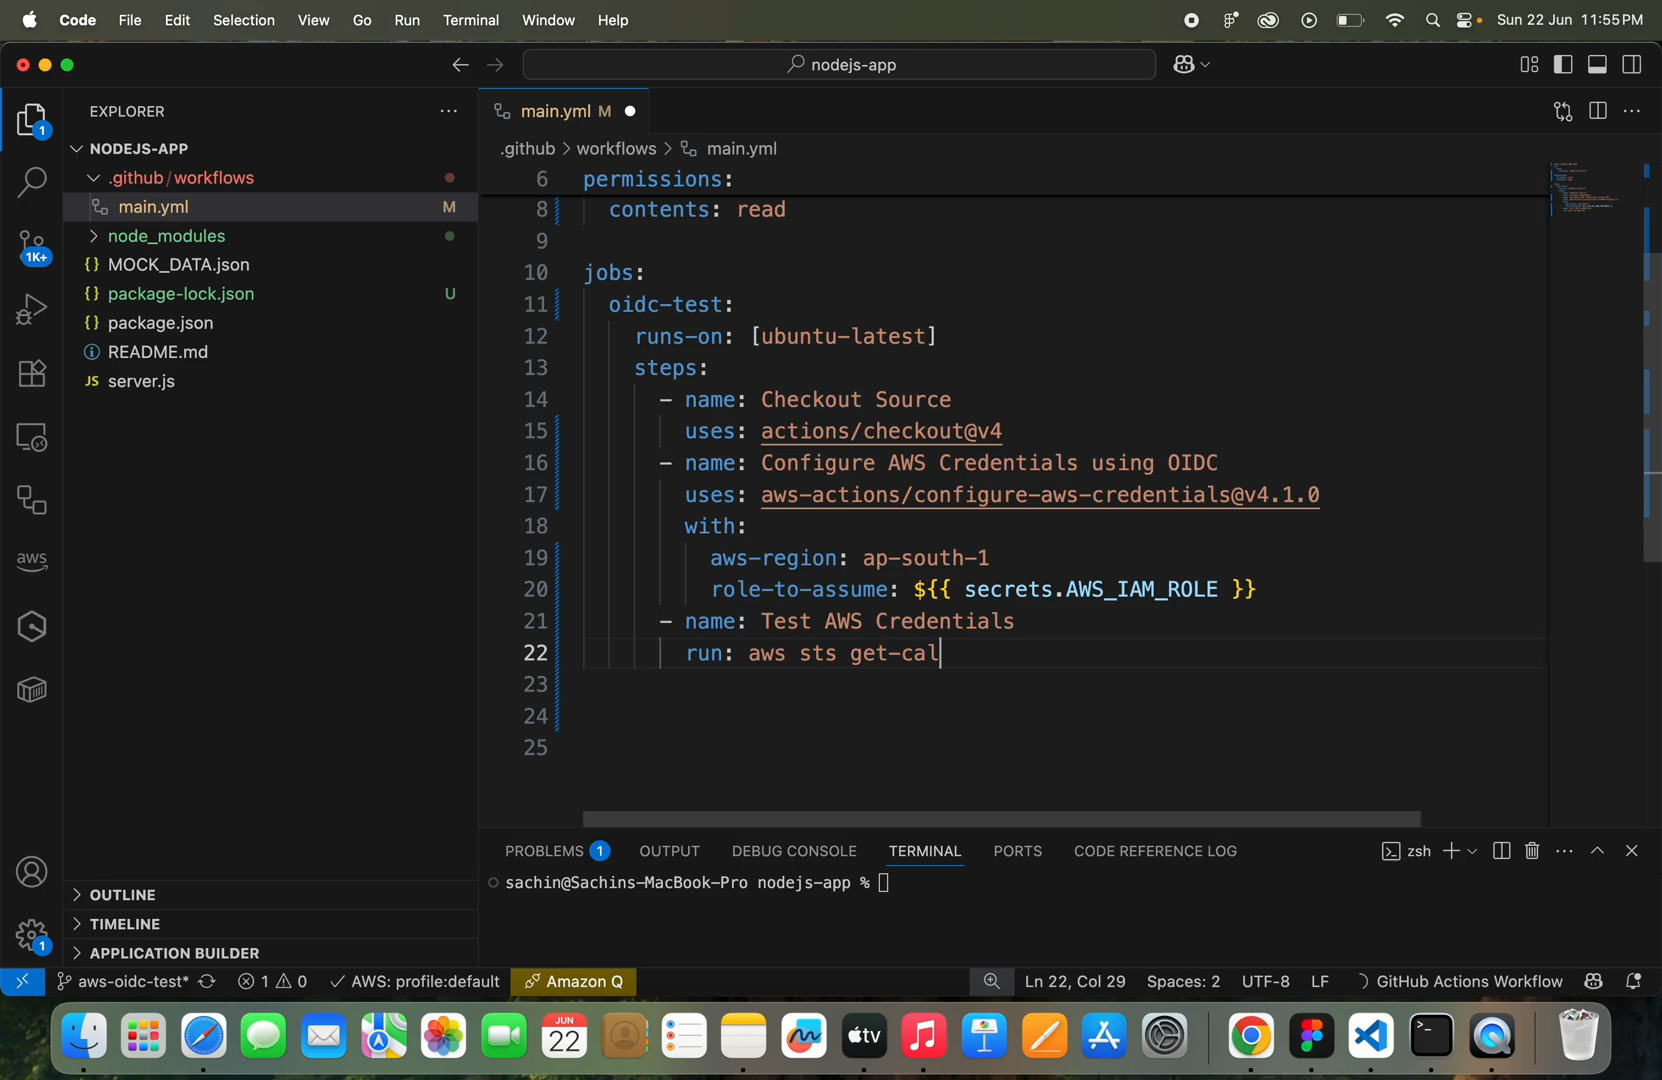 Code File Edit Selection View Go Run Terminal Window Help Sun 22 Jun 11:55 PM
nodejs-app
EXPLORER
NODEJS-APP
.github/workflows
main.yml M
node_modules
{} MOCK_DATA.json
{} package-lock.json U
{} package.json
README.md
JS server.js
OUTLINE
TIMELINE
APPLICATION BUILDER
1
1K+
aws
1
main.yml M
.github > workflows > main.yml
6 permissions:
8 contents: read
9
10 jobs:
11 oidc-test:
12 runs-on: [ubuntu-latest]
13 steps:
14 - name: Checkout Source
15 uses: actions/checkout@v4
16 - name: Configure AWS Credentials using OIDC
17 uses: aws-actions/configure-aws-credentials@v4.1.0
18 with:
19 aws-region: ap-south-1
20 role-to-assume: ${{ secrets.AWS_IAM_ROLE }}
21 - name: Test AWS Credentials
22 run: aws sts get-cal
23
24
25
PROBLEMS 1 OUTPUT DEBUG CONSOLE TERMINAL PORTS CODE REFERENCE LOG zsh
sachin@Sachins-MacBook-Pro nodejs-app %
aws-oidc-test* 1 0 AWS: profile:default Amazon Q Ln 22, Col 29 Spaces: 2 UTF-8 LF GitHub Actions Workflow
JUN
22
tv